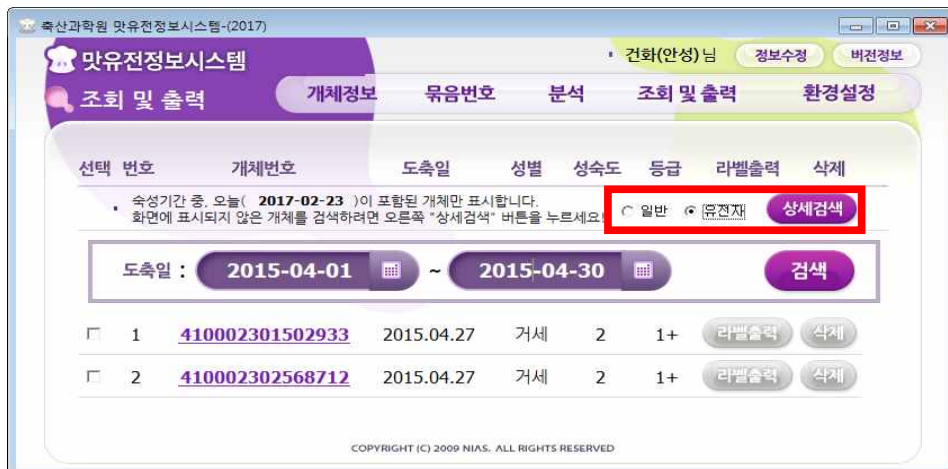 축산과학원 맛유전정보시스템-(2017)
맛유전정보시스템
건화(안성)님 정보수정 버전정보
조회 및 출력 개체정보 묶음번호 분석 조회 및 출력 환경설정
선택 번호 개체번호 도축일 성별 성숙도 등급 라벨출력 삭제
숙성기간 중, 오늘( 2017-02-23 )이 포함된 개체만 표시합니다.
화면에 표시되지 않은 개체를 검색하려면 오른쪽 "상세검색" 버튼을 누르세요!
일반 유전자 상세검색
도축일 : 2015-04-01 ~ 2015-04-30 검색
1 410002301502933 2015.04.27 거세 2 1+ 라벨출력 삭제
2 410002302568712 2015.04.27 거세 2 1+ 라벨출력 삭제
COPYRIGHT (C) 2009 NIAS. ALL RIGHTS RESERVED